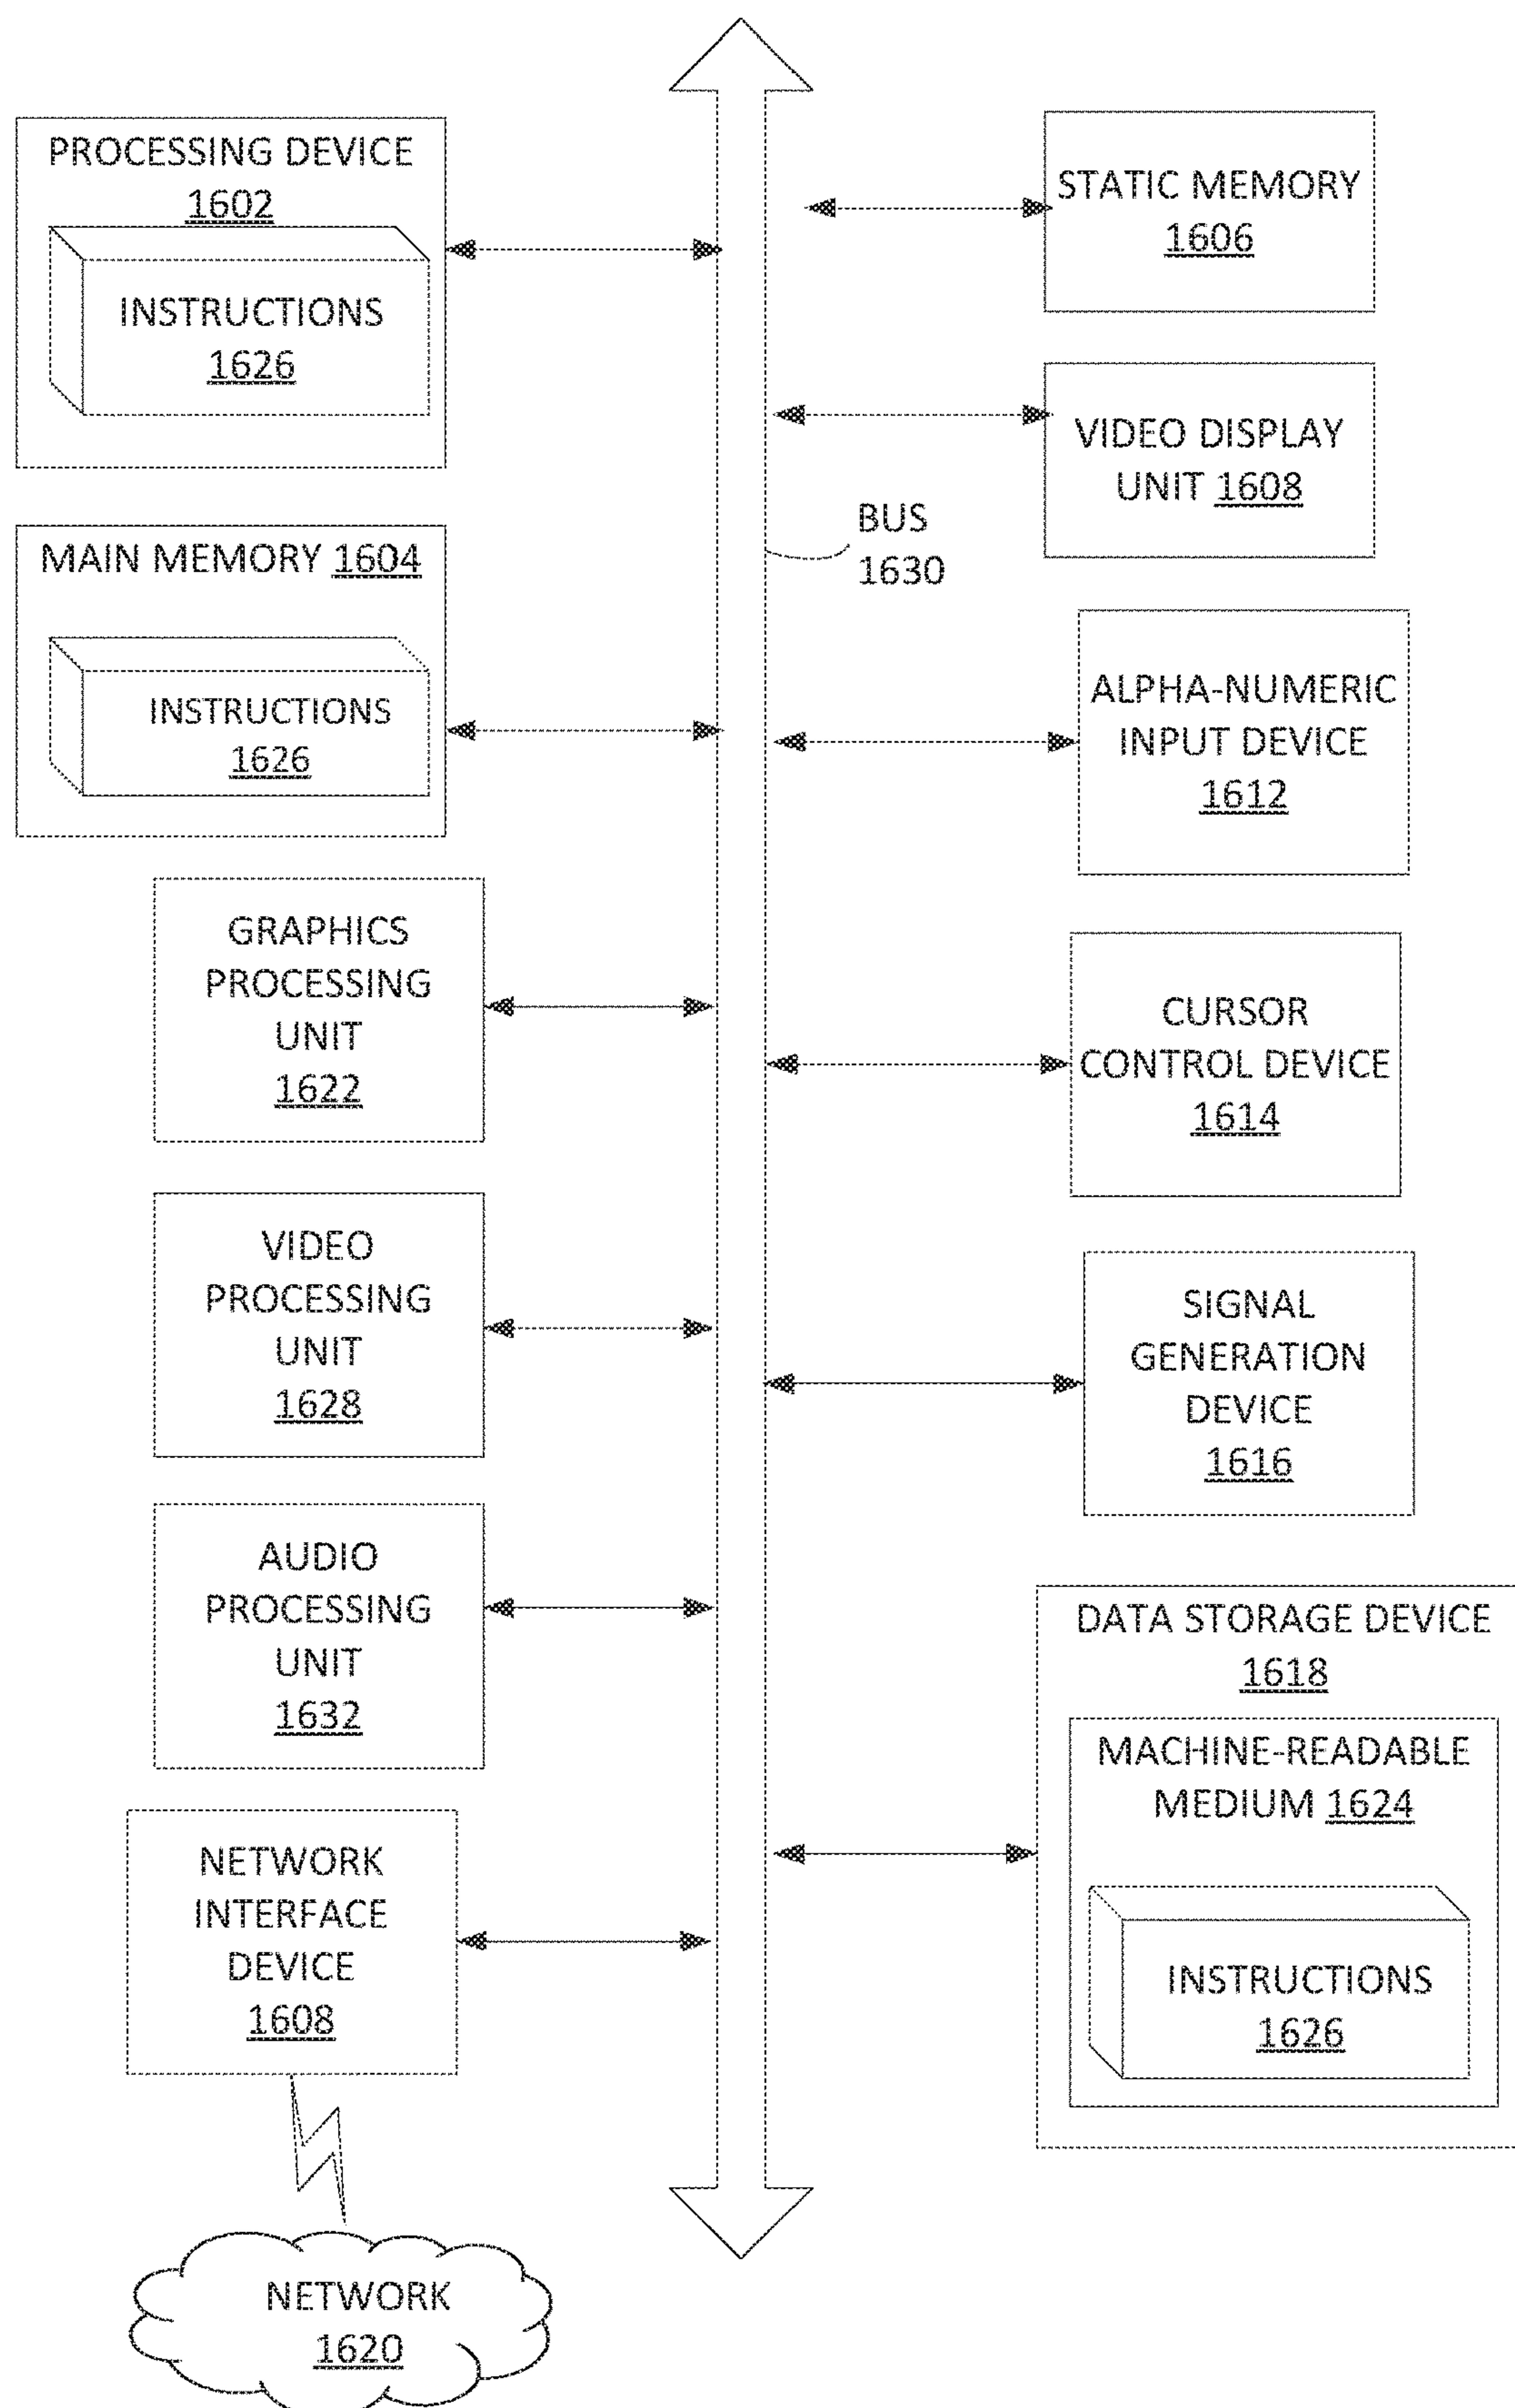 PROCESSING DEVICE
1602
INSTRUCTIONS
1626
MAIN MEMORY 1604
INSTRUCTIONS
1626
GRAPHICS
PROCESSING
UNIT
1622
VIDEO
PROCESSING
UNIT
1628
AUDIO
PROCESSING
UNIT
1632
NETWORK
INTERFACE
DEVICE
1608
NETWORK
1620
BUS
1630
STATIC MEMORY
1606
VIDEO DISPLAY
UNIT 1608
ALPHA-NUMERIC
INPUT DEVICE
1612
CURSOR
CONTROL DEVICE
1614
SIGNAL
GENERATION
DEVICE
1616
DATA STORAGE DEVICE
1618
MACHINE-READABLE
MEDIUM 1624
INSTRUCTIONS
1626